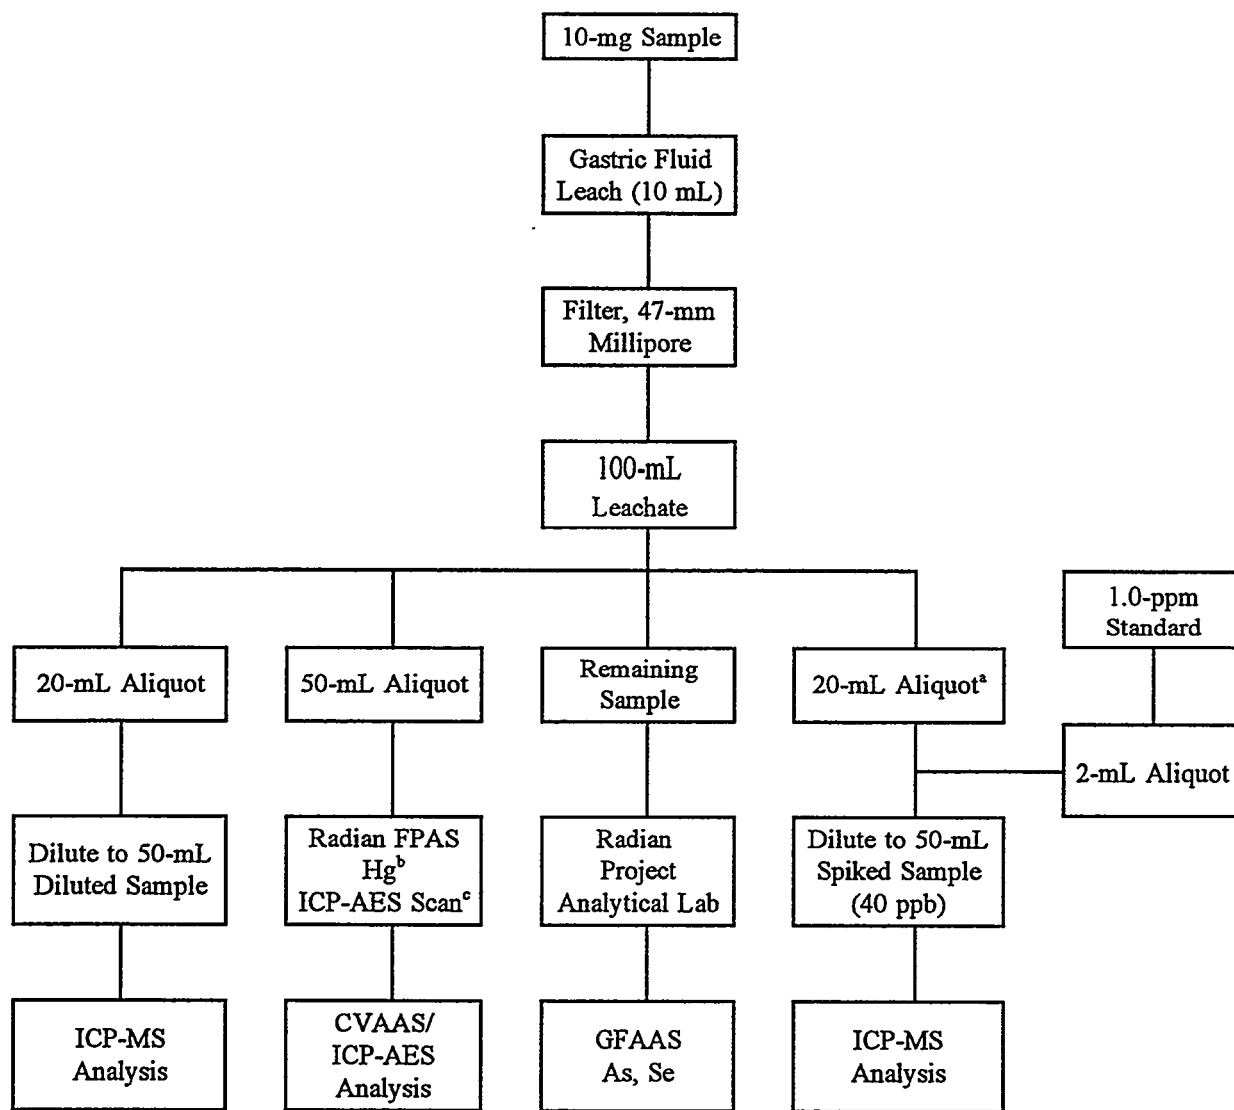 10-mg Sample
Gastric Fluid
Leach (10 mL)
Filter, 47-mm
Millipore
100-mL
Leachate
1.0-ppm
Standard
20-mL Aliquot
50-mL Aliquot
Remaining
Sample
20-mL Aliquotᵃ
2-mL Aliquot
Dilute to 50-mL
Diluted Sample
Radian FPAS
Hgᵇ
ICP-AES Scanᶜ
Radian
Project
Analytical Lab
Dilute to 50-mL
Spiked Sample
(40 ppb)
ICP-MS
Analysis
CVAAS/
ICP-AES
Analysis
GFAAS
As, Se
ICP-MS
Analysis